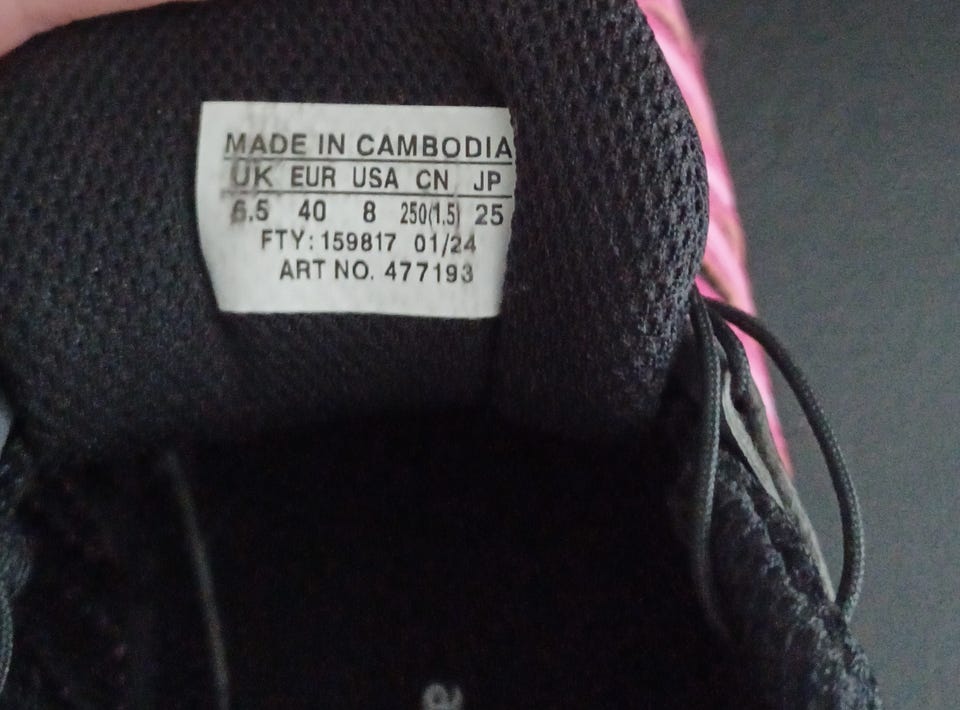 MADE IN CAMBODIA
UK EUR USA CN JP
6.5 40 8 250(1.5) 25
FTY: 159817 01/24
ART NO. 477193